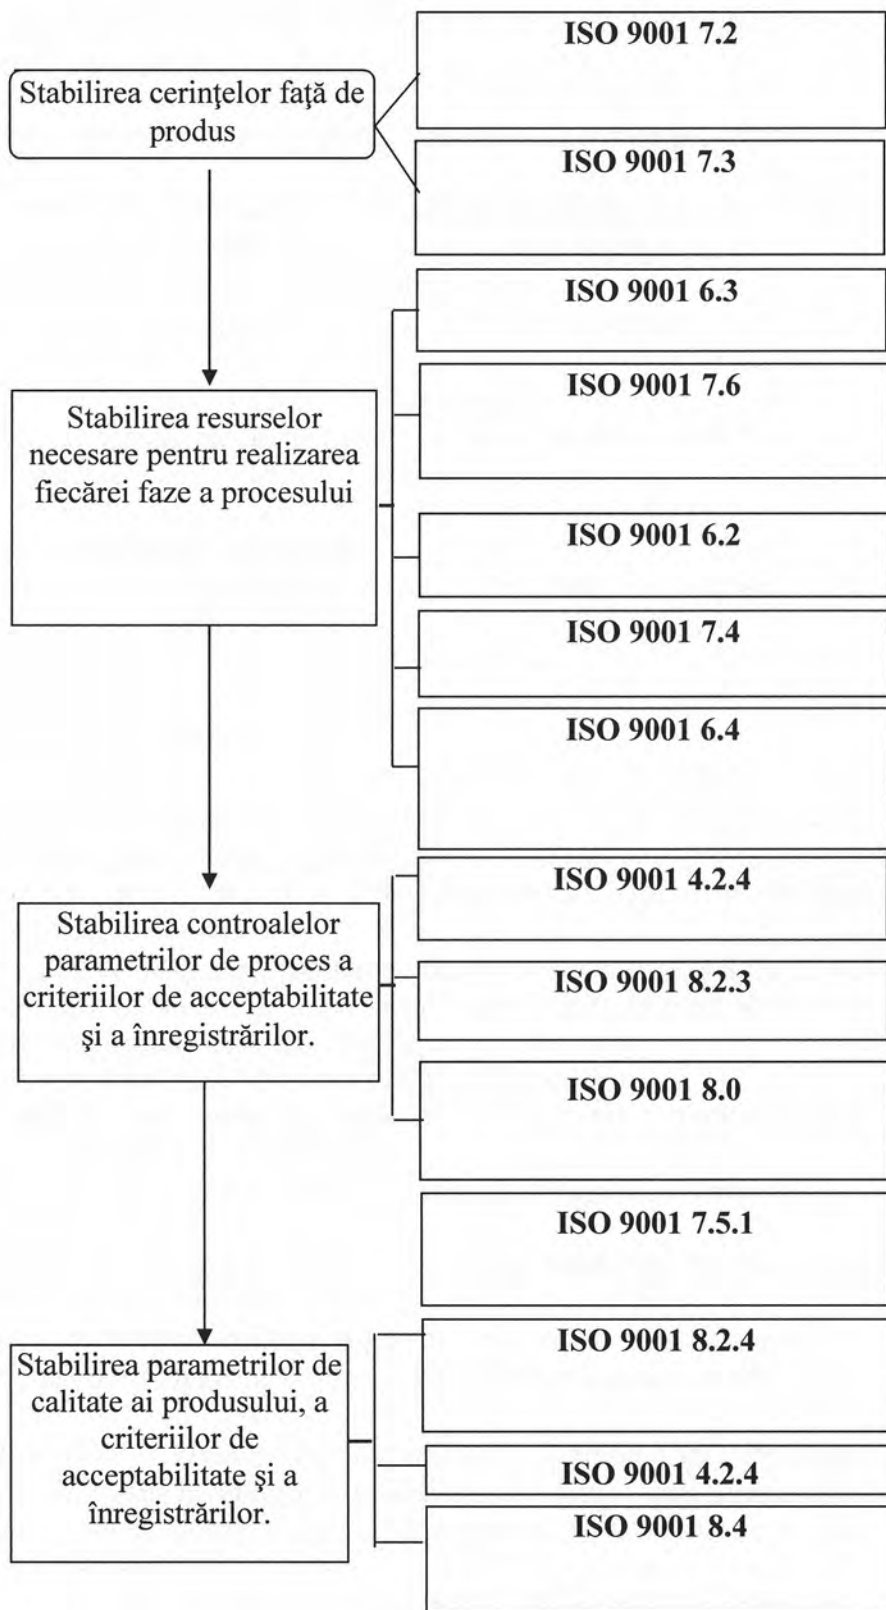 ISO 9001 7.2
Stabilirea cerinţelor faţă de
produs
ISO 9001 7.3
ISO 9001 6.3
Stabilirea resurselor
necesare pentru realizarea
fiecărei faze a procesului
ISO 9001 7.6
ISO 9001 6.2
ISO 9001 7.4
ISO 9001 6.4
Stabilirea controalelor
parametrilor de proces a
criteriilor de acceptabilitate
şi a înregistrărilor.
ISO 9001 4.2.4
ISO 9001 8.2.3
ISO 9001 8.0
ISO 9001 7.5.1
Stabilirea parametrilor de
calitate ai produsului, a
criteriilor de
acceptabilitate şi a
înregistrărilor.
ISO 9001 8.2.4
ISO 9001 4.2.4
ISO 9001 8.4